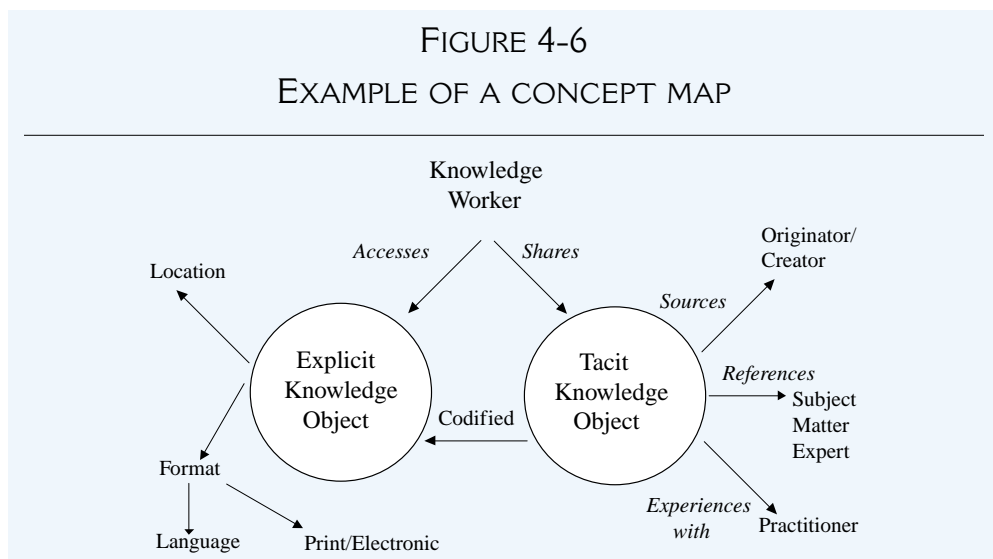 FIGURE 4-6
EXAMPLE OF A CONCEPT MAP
Knowledge
Worker
Accesses
Shares
Originator/
Creator
Location
Sources
Explicit
Knowledge
Object
Tacit
Knowledge
Object
References
Subject
Matter
Expert
Codified
Format
Experiences
with
Practitioner
Language
Print/Electronic